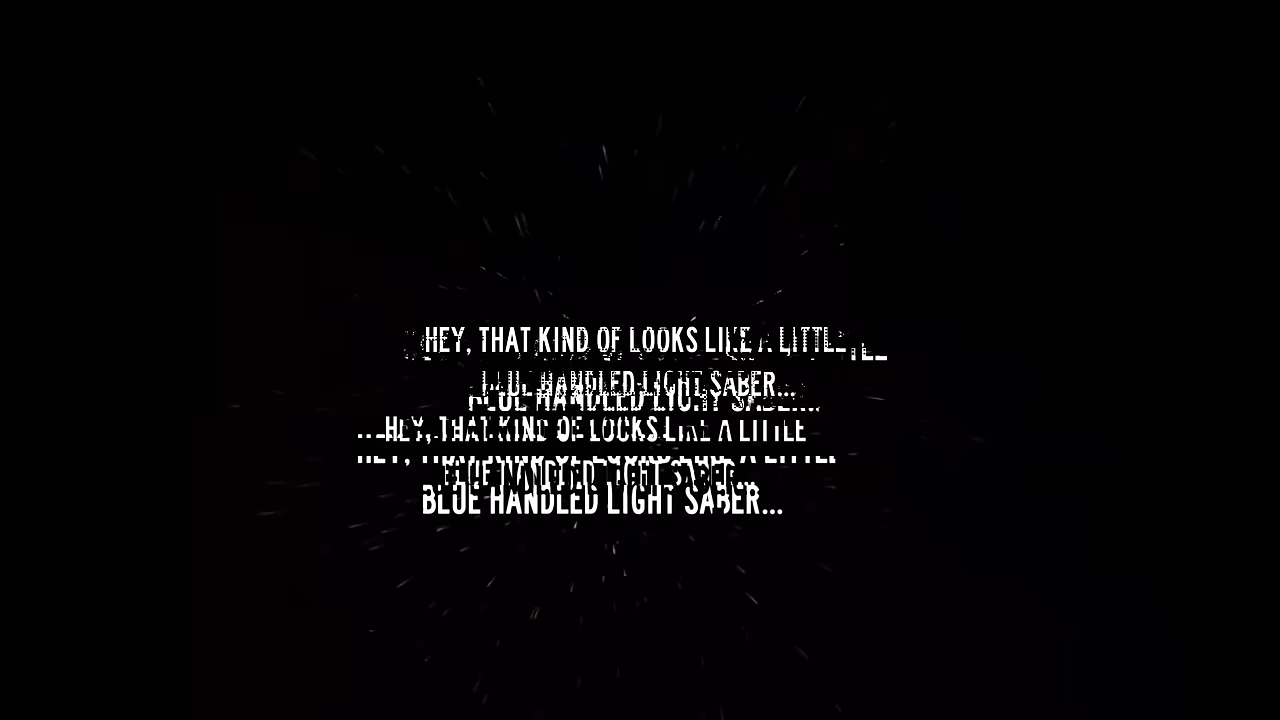 HEY, THAT KIND OF LOOKS LIKE A LITTLE
BLUE HANDLED LIGHT SABER...
HEY, THAT KIND OF LOOKS LIKE A LITTLE
BLUE HANDLED LIGHT SABER...